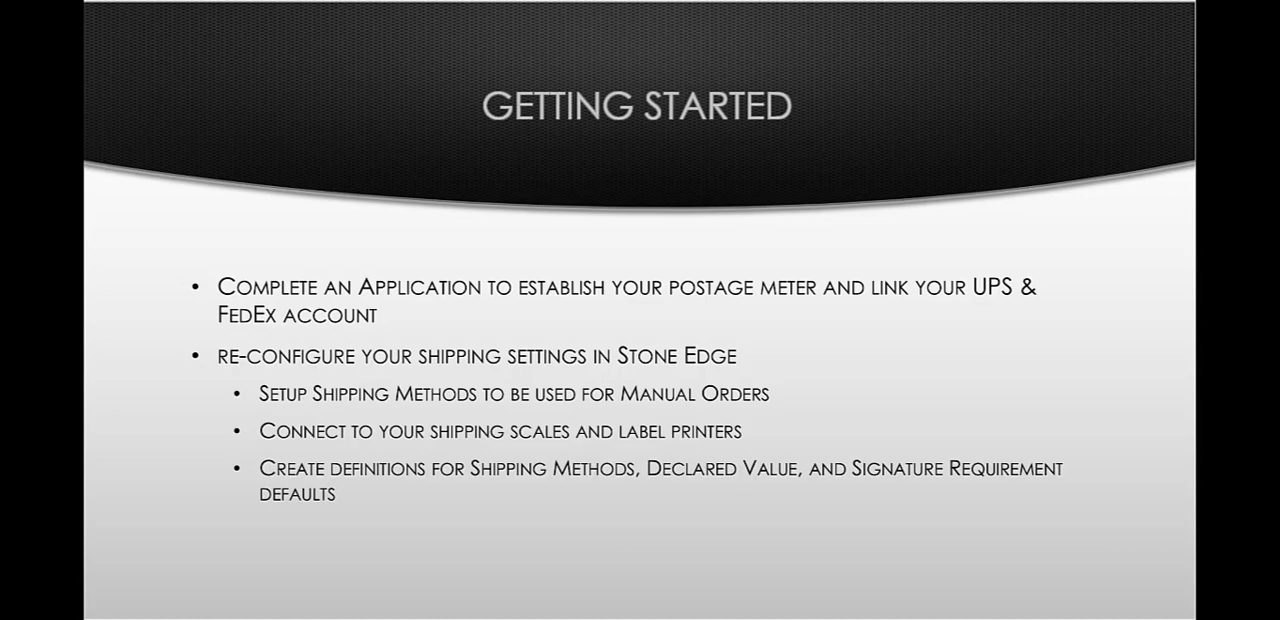 GETTING STARTED
• Complete an Application to establish your postage meter and link your UPS &
FedEx account
• re-configure your shipping settings in Stone Edge
• Setup Shipping Methods to be used for Manual Orders
• Connect to your shipping scales and label printers
• Create definitions for Shipping Methods, Declared Value, and Signature Requirement
defaults